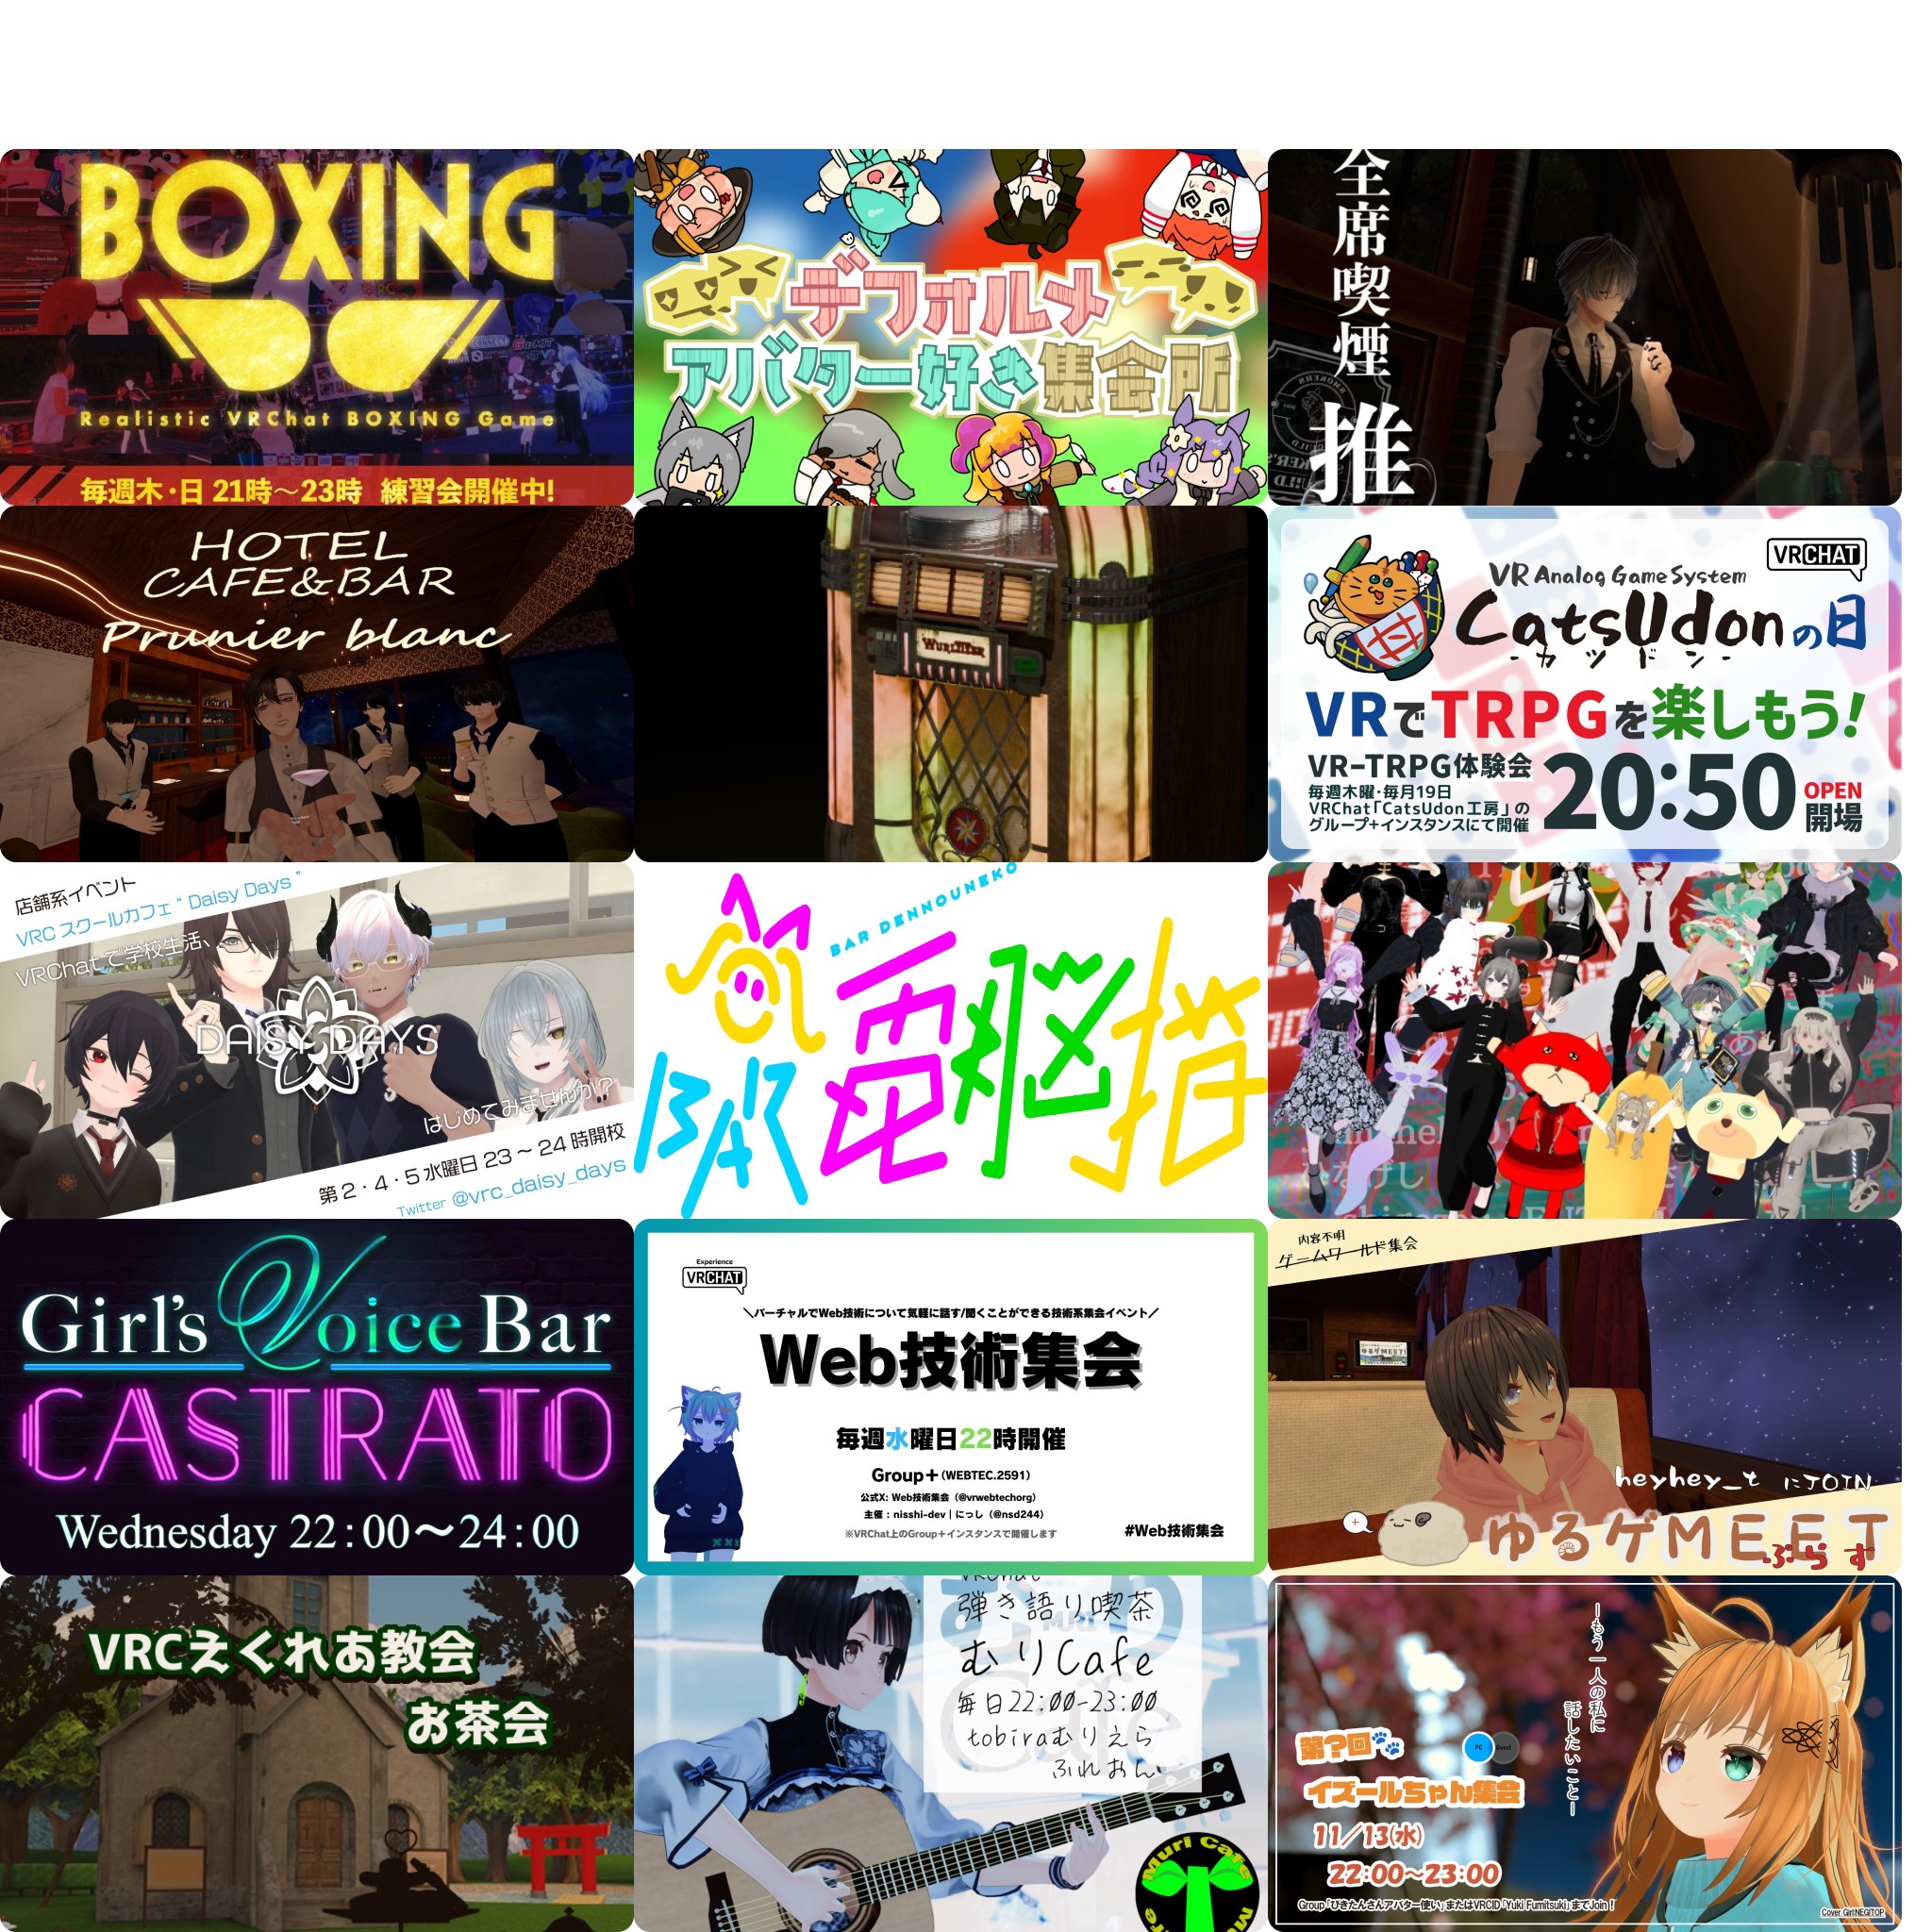 BOXING
Realistic VRChat BOXING Game
毎週木・日 21時～23時 練習会開催中!
デフォルメ
アバター好き集会所
全席喫煙
推
HOTEL
CAFE&BAR
Prunier blanc
WURLITZER
VRCHAT
VR Analog Game System
CatsUdonの日
-カツドン-
VRでTRPGを楽しもう!
VR-TRPG体験会
毎週木曜・毎月19日
VRChat「CatsUdon工房」の
グループ+インスタンスにて開催
20:50
OPEN
開場
店舗系イベント
VRC スクールカフェ “ Daisy Days ”
VRChat で学校生活、
DAISY DAYS
はじめてみませんか?
第2・4・5 水曜日 23 ～ 24 時開校
Twitter @vrc_daisy_days
BAR DENNOUNEKO
BAR 電脳猫
Girl's Voice Bar
CASTRATO
Wednesday 22:00～24:00
Experience
VRCHAT
＼バーチャルでWeb技術について気軽に話す/聞くことができる技術系集会イベント／
Web技術集会
毎週水曜日22時開催
Group+(WEBTEC.2591)
公式X: Web技術集会（@vrwebtechorg）
主催：nisshi-dev｜にっし（@nsd244）
※VRChat上のGroup+インスタンスで開催します
#Web技術集会
内容不明
ゲームワールド集会
ゆるゲMEET!
heyhey_t にJOIN
ゆるゲMEET
ぷらす
VRCえくれあ教会
お茶会
弾き語り喫茶
むりCafe
毎日22:00-23:00
tobiraむりえら
ふれおん
Muri Cafe
第?回
イズールちゃん集会
PC
Quest
11/13(水)
22:00～23:00
―もう一人の私に
話したいこと―
Group「ぴきたんさんアバター使い」またはVRCID「Yuki Fumitsuki」までJoin!
Cover GirlNEGITOP